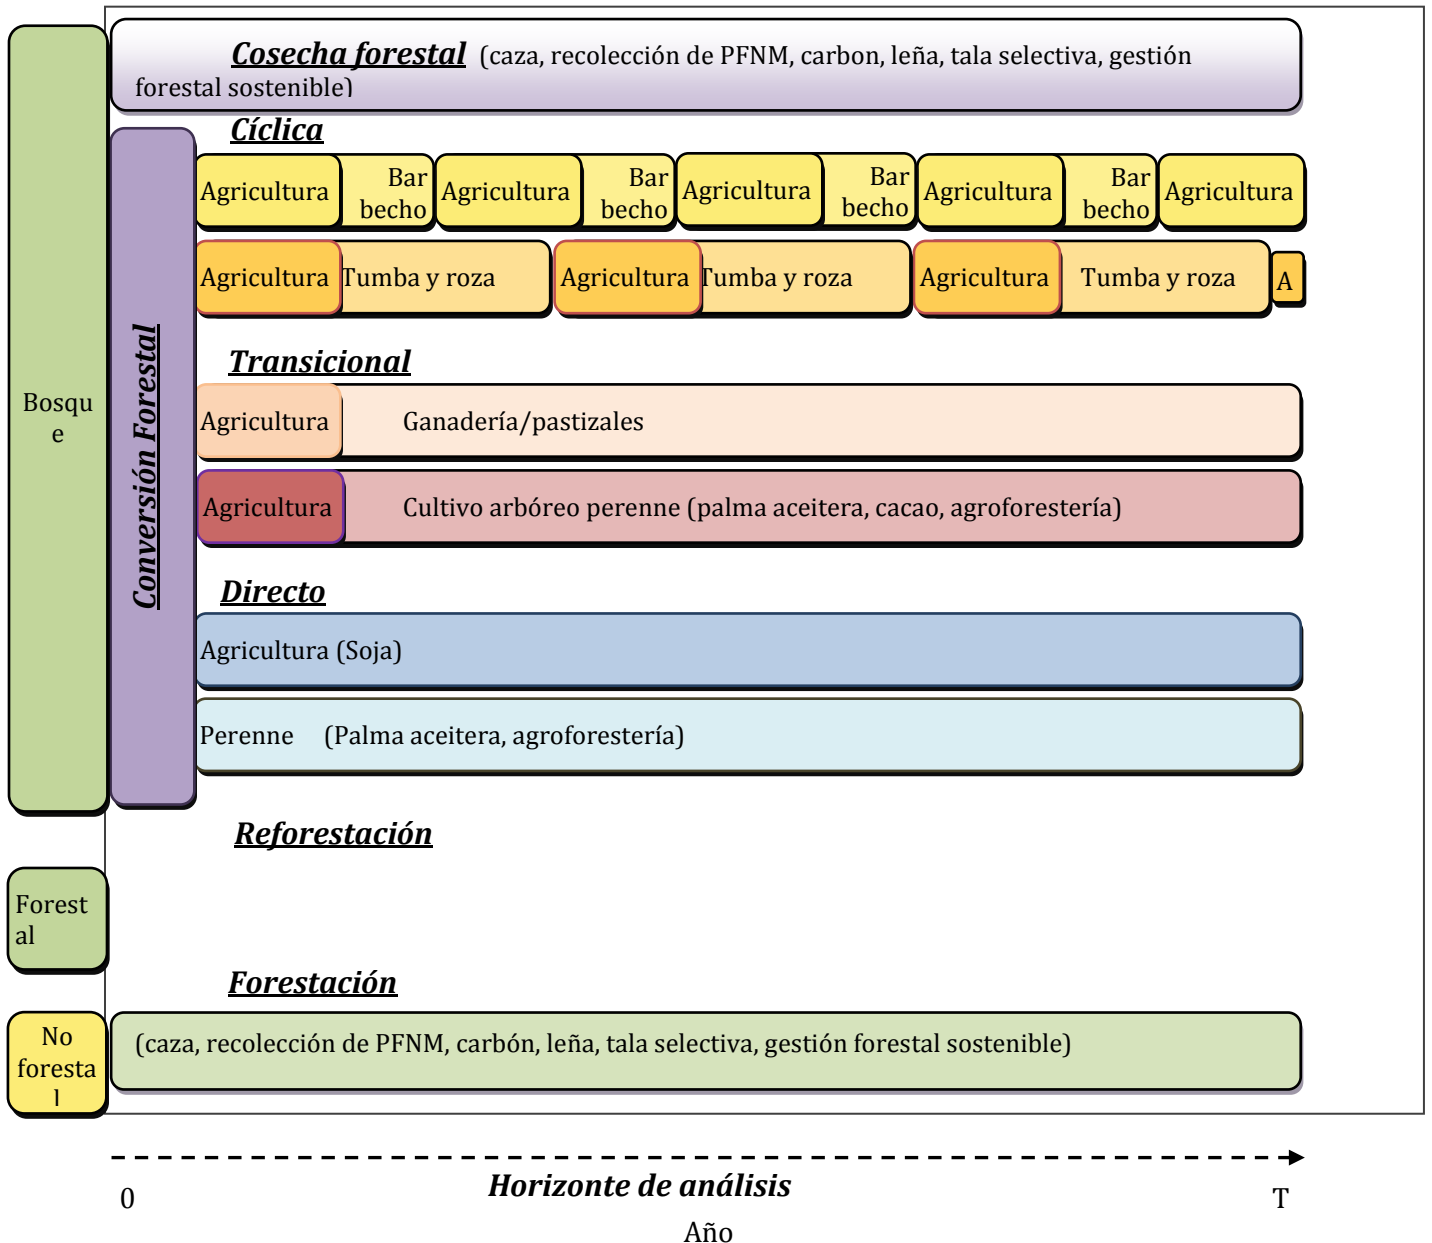 Cosecha forestal (caza, recolección de PFNM, carbon, leña, tala selectiva, gestión
forestal sostenible)
Cíclica
Agricultura
Bar
becho
Agricultura
Bar
becho
Agricultura
Bar
becho
Agricultura
Bar
becho
Agricultura
Agricultura
Tumba y roza
Agricultura
Tumba y roza
Agricultura
Tumba y roza
A
Bosqu
e
Conversión Forestal
Transicional
Agricultura
Ganadería/pastizales
Agricultura
Cultivo arbóreo perenne (palma aceitera, cacao, agroforestería)
Directo
Agricultura (Soja)
Perenne (Palma aceitera, agroforestería)
Reforestación
Forest
al
Forestación
No
foresta
l
(caza, recolección de PFNM, carbón, leña, tala selectiva, gestión forestal sostenible)
0
Horizonte de análisis
T
Año